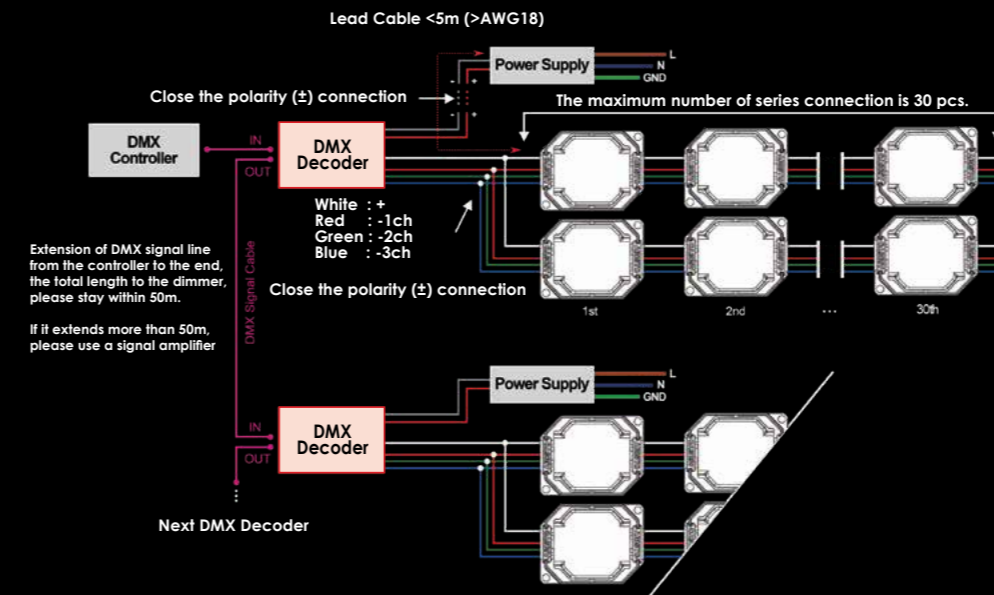 Lead Cable <5m (>AWG18)
Power Supply
L
N
GND
- +
- +
Close the polarity (±) connection
The maximum number of series connection is 30 pcs.
DMX
Controller
IN
OUT
DMX
Decoder
White : +
Red : -1ch
Green : -2ch
Blue : -3ch
Extension of DMX signal line
from the controller to the end,
the total length to the dimmer,
please stay within 50m.
If it extends more than 50m,
please use a signal amplifier
DMX Signal Cable
Close the polarity (±) connection
1st
2nd
...
30th
Power Supply
L
N
GND
IN
OUT
DMX
Decoder
Next DMX Decoder